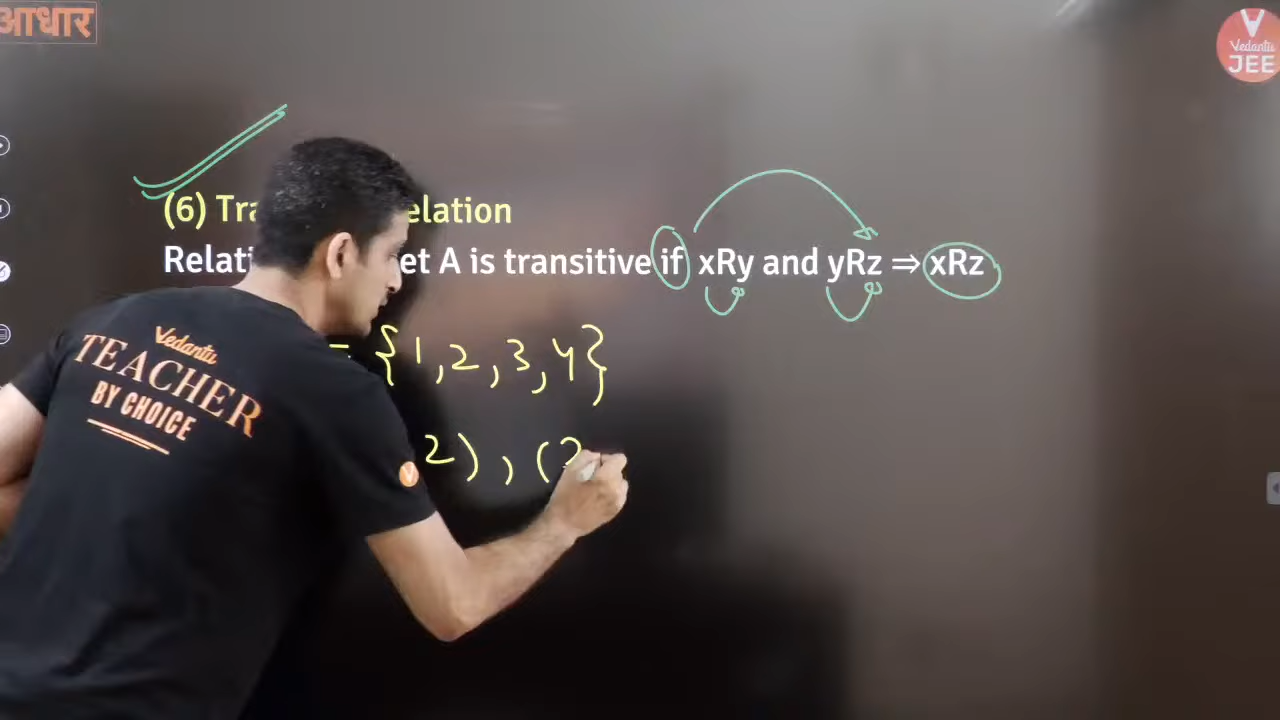 आधार
Vedantu
JEE
(6) Tra elation
Relati et A is transitive if xRy and yRz ⇒ xRz
= {1,2,3,4}
2), (2
Vedantu
TEACHER
BY CHOICE